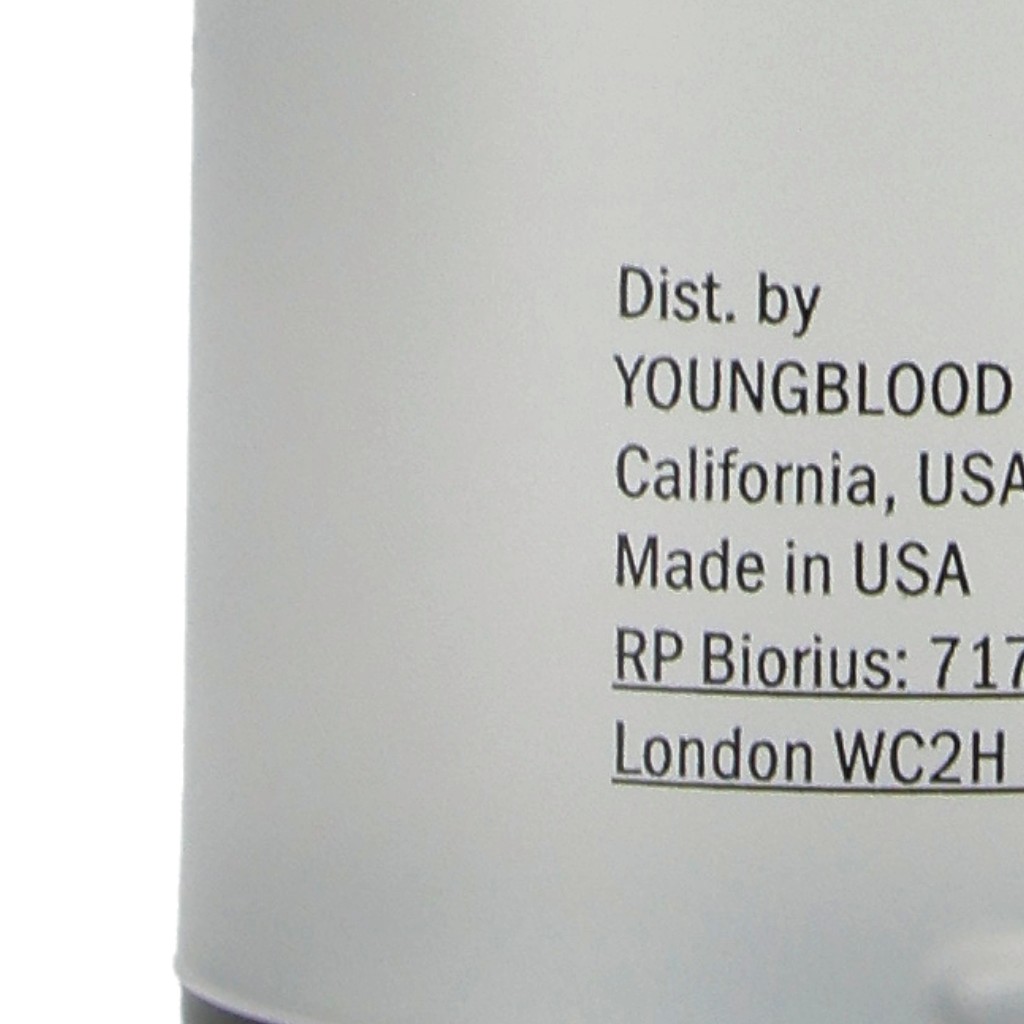 Dist. by
YOUNGBLOOD
California, USA
Made in USA
RP Biorius: 717
London WC2H